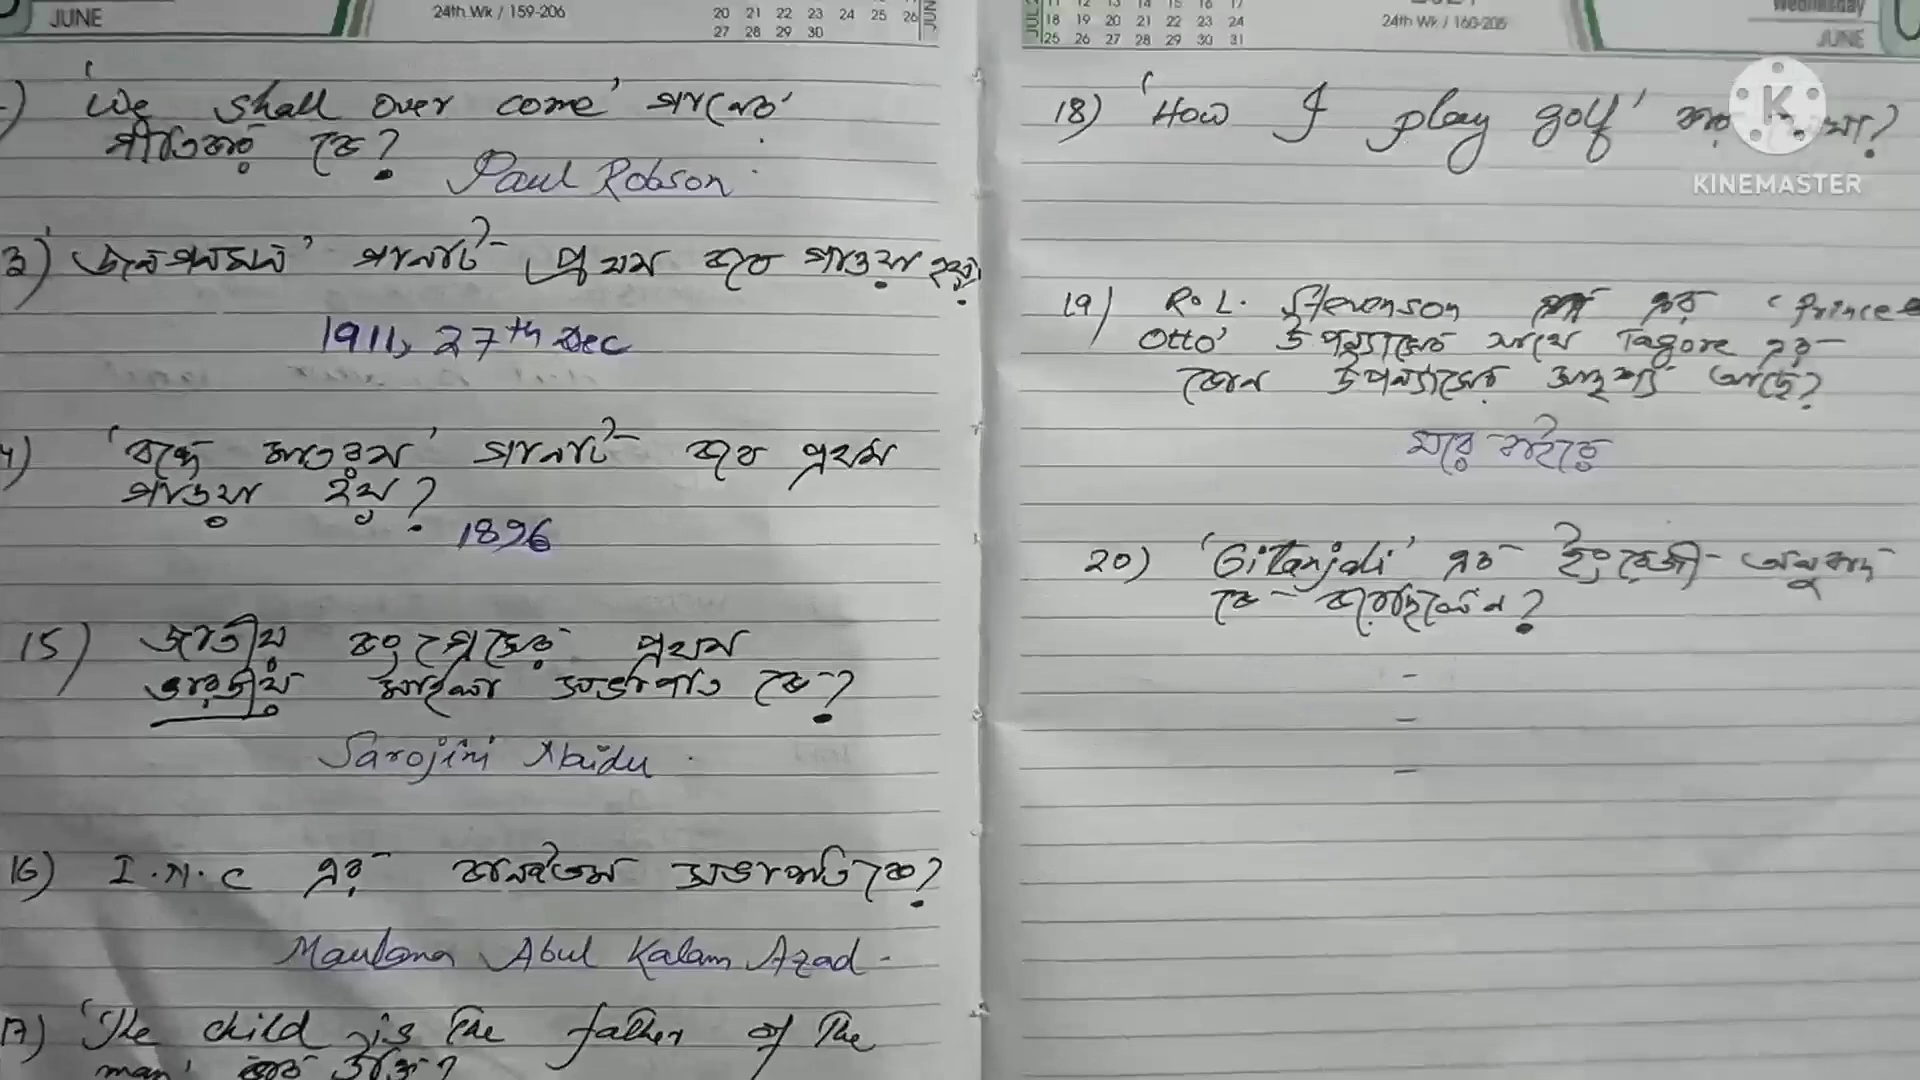 JUNE
24th Wk / 159-206
20 21 22 23 24 25 26
27 28 29 30
) 'We shall over come' গানের
গীতিকার কে?
Paul Robson
3) জনগণমন' গানটি প্রথম কবে গাওয়া হয়?
1911, 27th Dec
4) 'বন্দে মাতরম' গানটি কবে প্রথম
গাওয়া হয়?
1896
15) জাতীয় কংগ্রেসের প্রথম
ভারতীয় মহিলা সভাপতি কে?
Sarojini Naidu
16) I.N.C এর কনিষ্ঠতম সভাপতি কে?
Maulana Abul Kalam Azad
17) 'The child is the father of the
man' কার উক্তি?
18 19 20 21 22 23 24
25 26 27 28 29 30 31
24th Wk / 160-205
Wednesday
JUNE
18) 'How I play golf' কার ?
K
KINEMASTER
19) R. L. Stevenson এর 'Prince
Otto' উপন্যাসের সাথে Tagore এর
কোন উপন্যাসের সাদৃশ্য আছে?
ঘরে বাইরে
20) 'Gitanjali' এর ইংরেজী অনুবাদ
কে করেছিলেন?